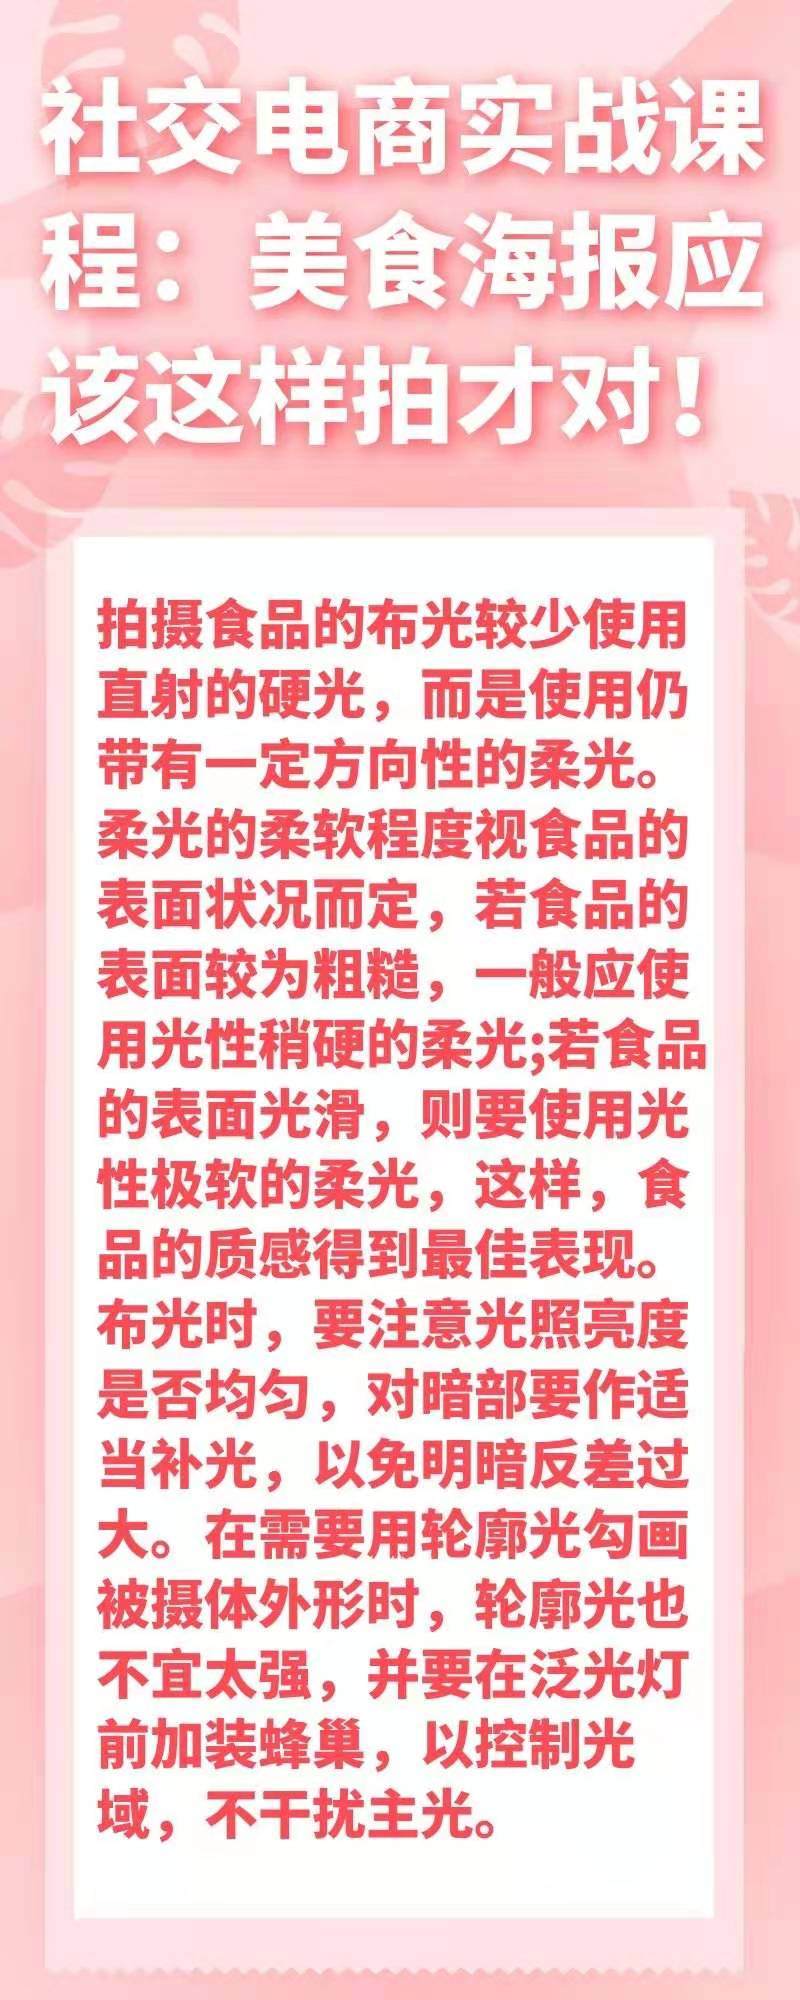 社交电商实战课
程：美食海报应
该这样拍才对！
拍摄食品的布光较少使用
直射的硬光，而是使用仍
带有一定方向性的柔光。
柔光的柔软程度视食品的
表面状况而定，若食品的
表面较为粗糙，一般应使
用光性稍硬的柔光;若食品
的表面光滑，则要使用光
性极软的柔光，这样，食
品的质感得到最佳表现。
布光时，要注意光照亮度
是否均匀，对暗部要作适
当补光，以免明暗反差过
大。在需要用轮廓光勾画
被摄体外形时，轮廓光也
不宜太强，并要在泛光灯
前加装蜂巢，以控制光
域，不干扰主光。